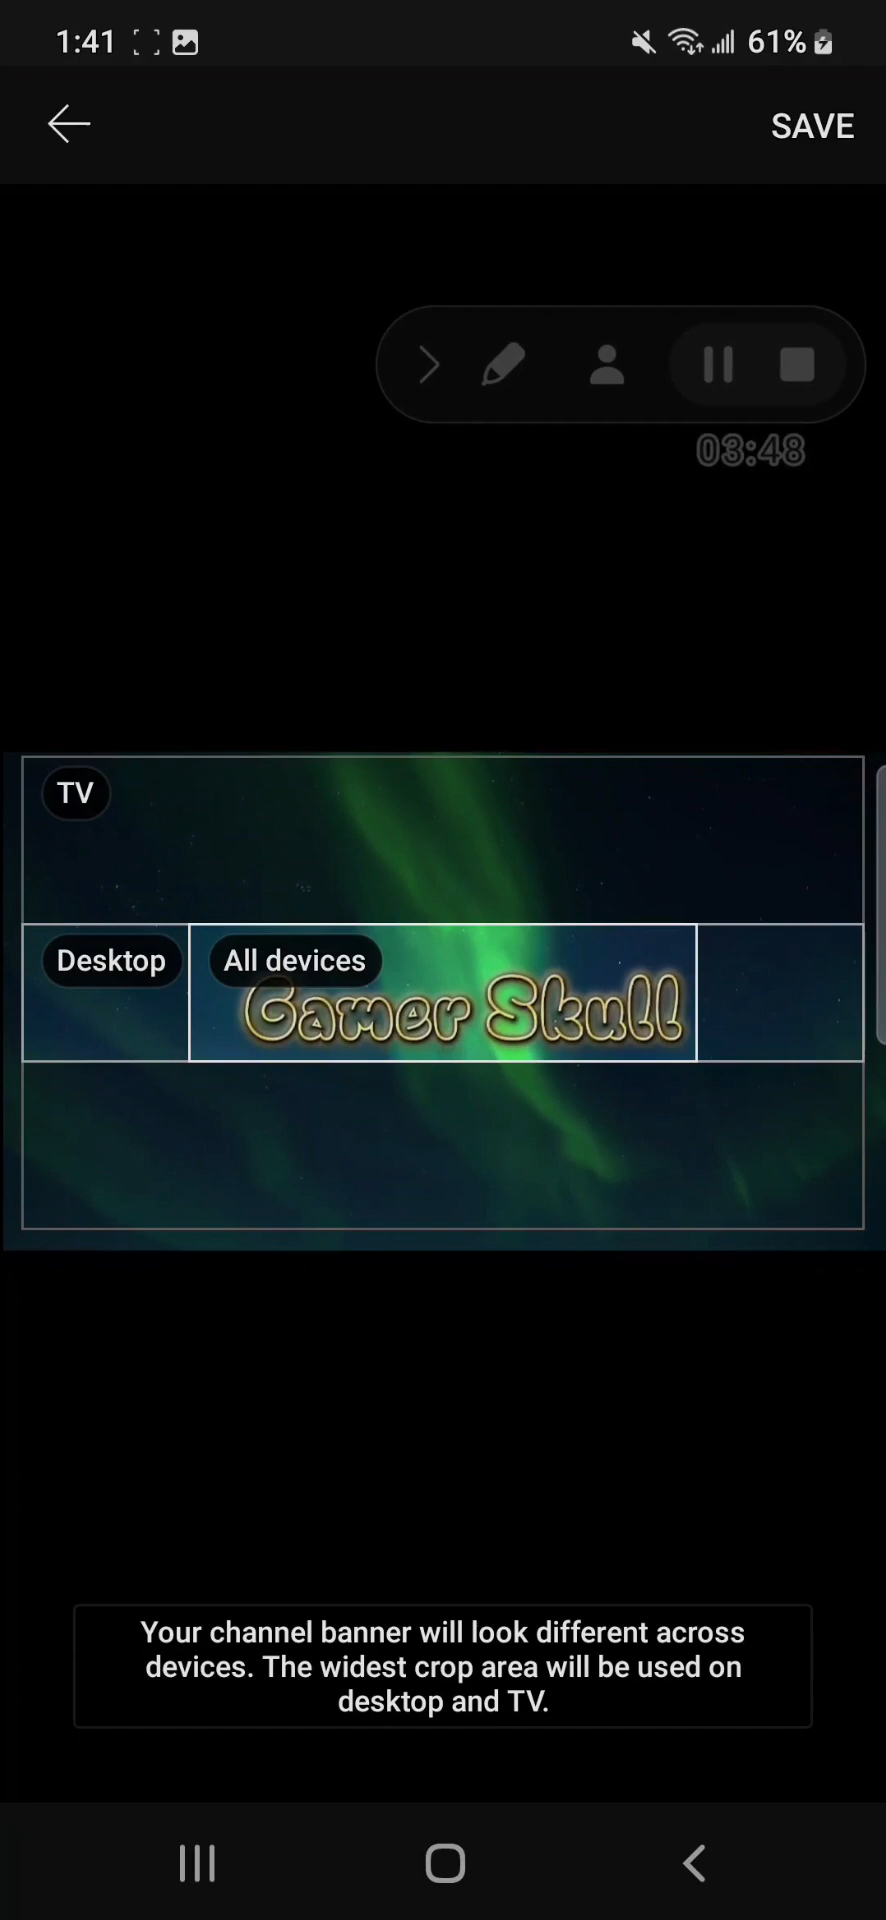 1:41 61%
SAVE
03:48
TV
Desktop All devices
Gamer Skull
Your channel banner will look different across
devices. The widest crop area will be used on
desktop and TV.